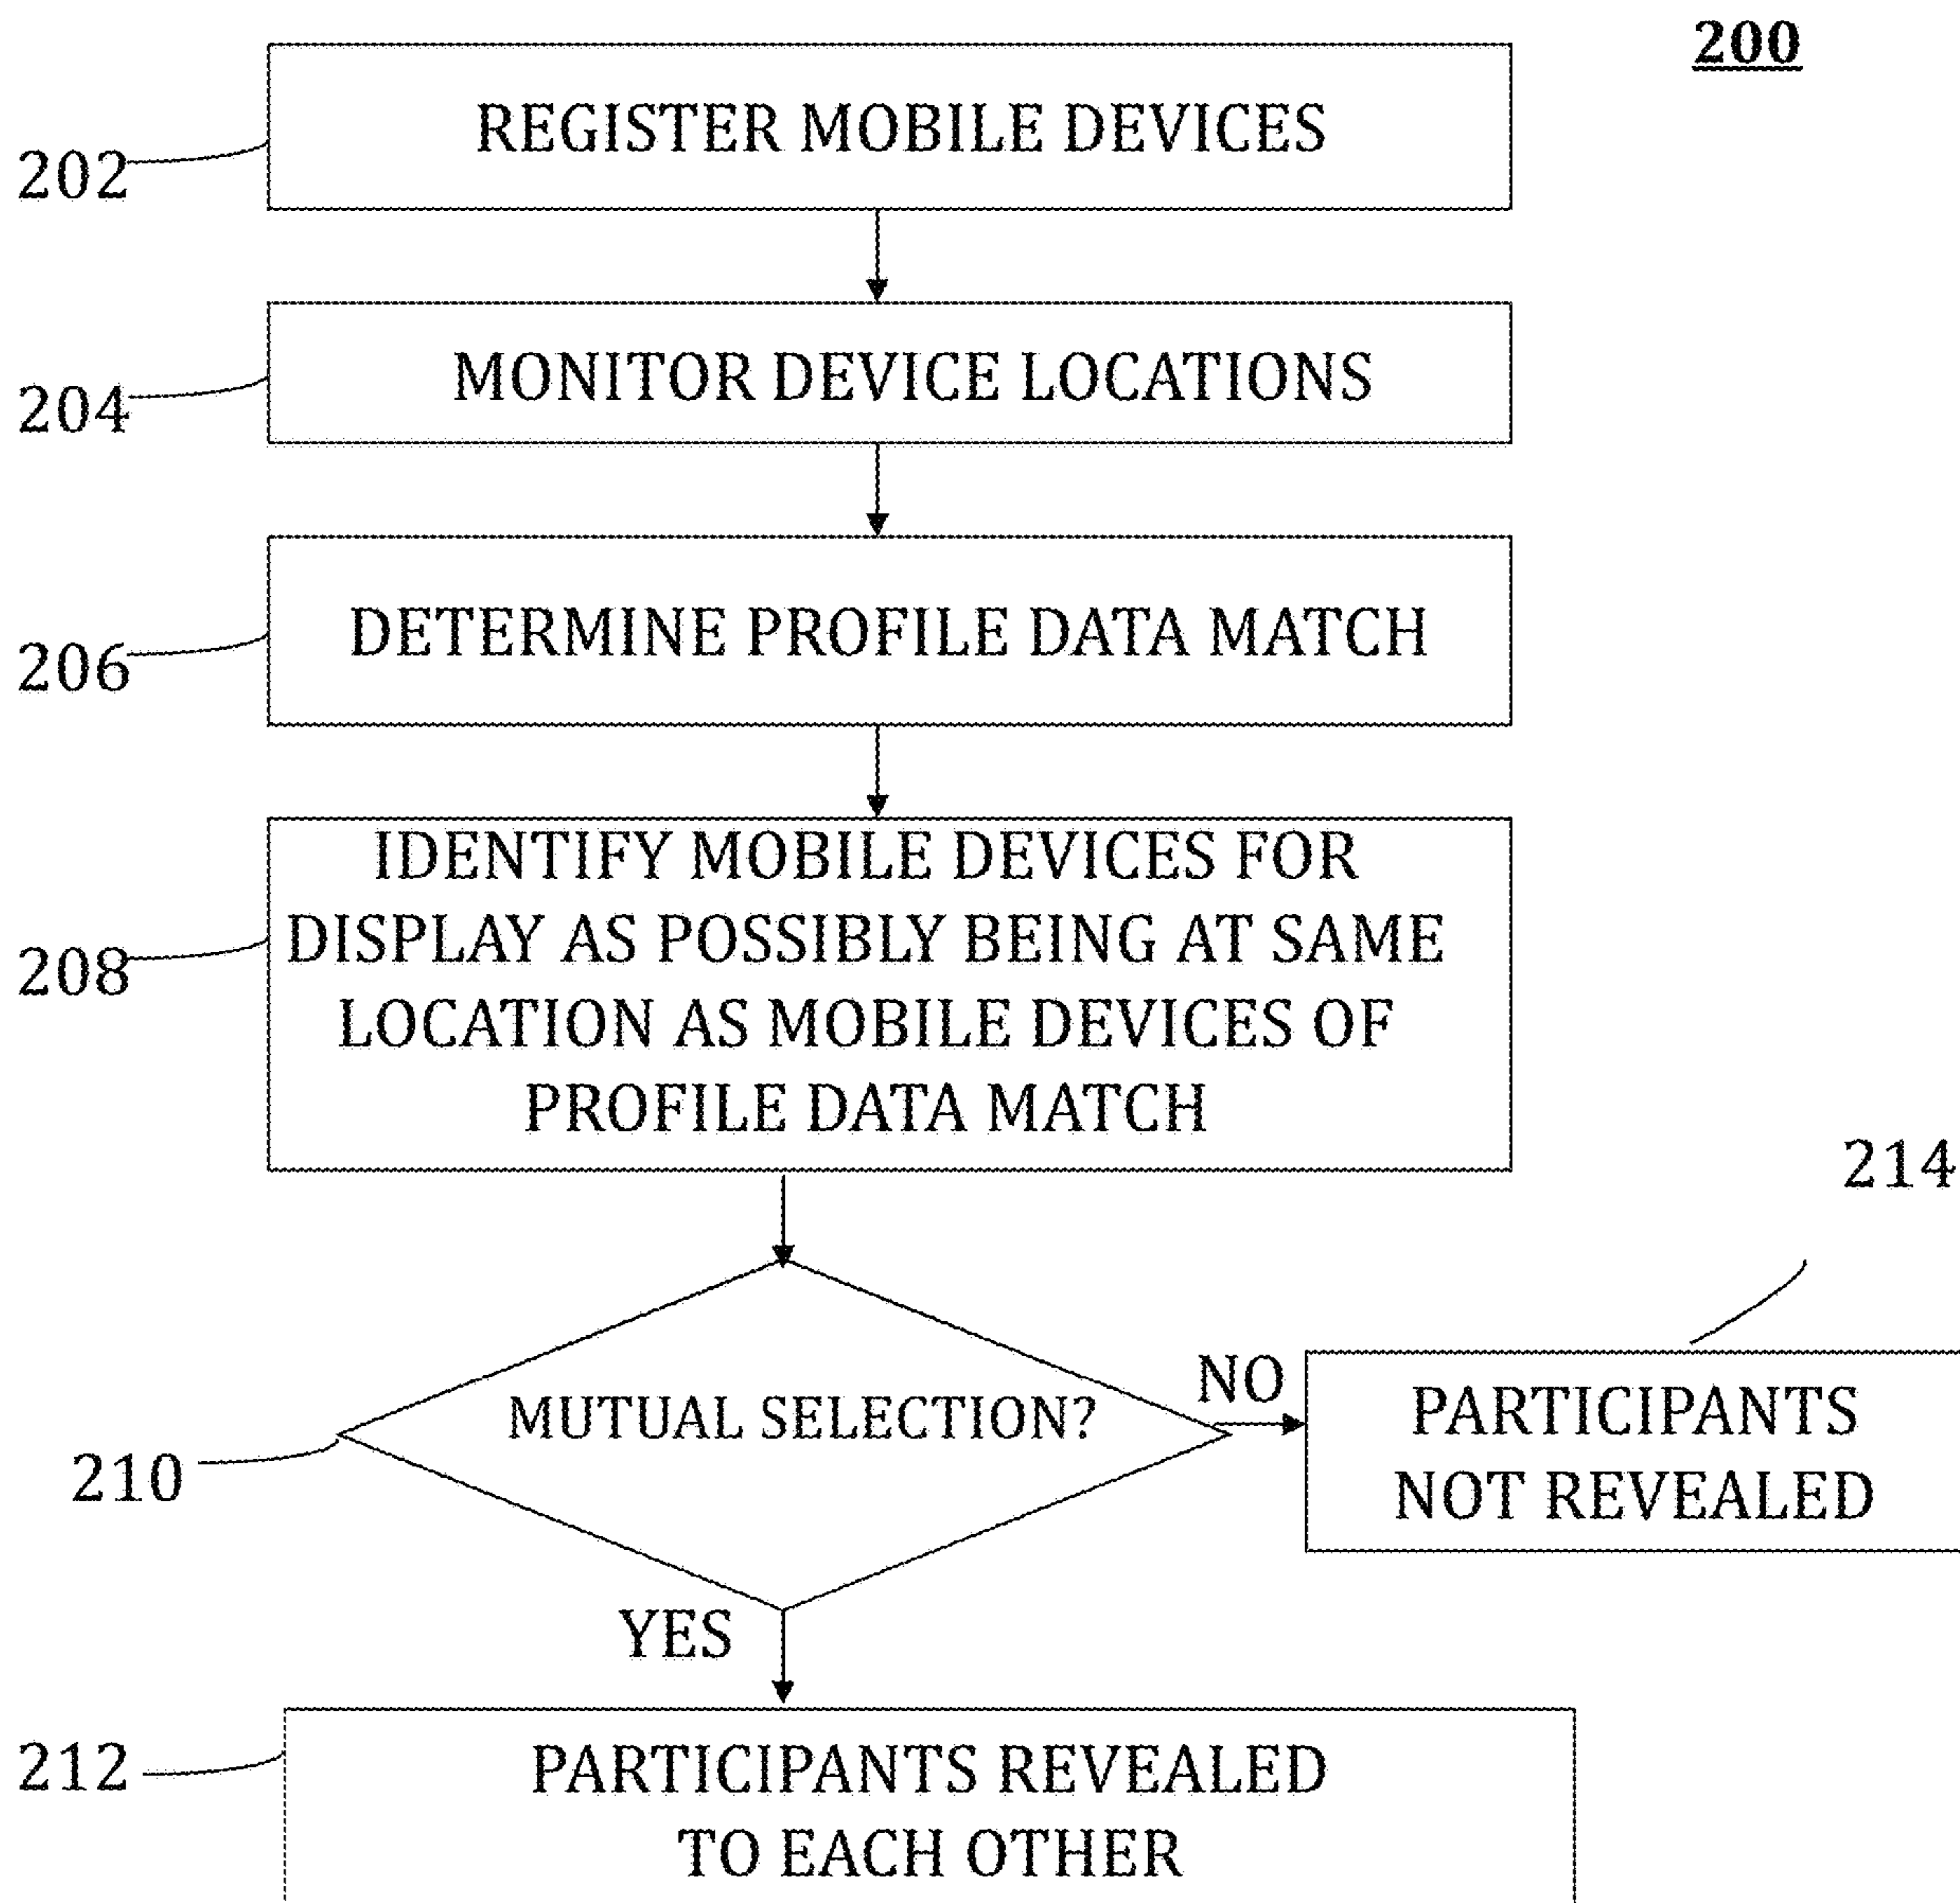 200
REGISTER MOBILE DEVICES
202
MONITOR DEVICE LOCATIONS
204
DETERMINE PROFILE DATA MATCH
206
IDENTIFY MOBILE DEVICES FOR
DISPLAY AS POSSIBLY BEING AT SAME
LOCATION AS MOBILE DEVICES OF
PROFILE DATA MATCH
208
214
MUTUAL SELECTION?
210
NO
PARTICIPANTS
NOT REVEALED
YES
212
PARTICIPANTS REVEALED
TO EACH OTHER